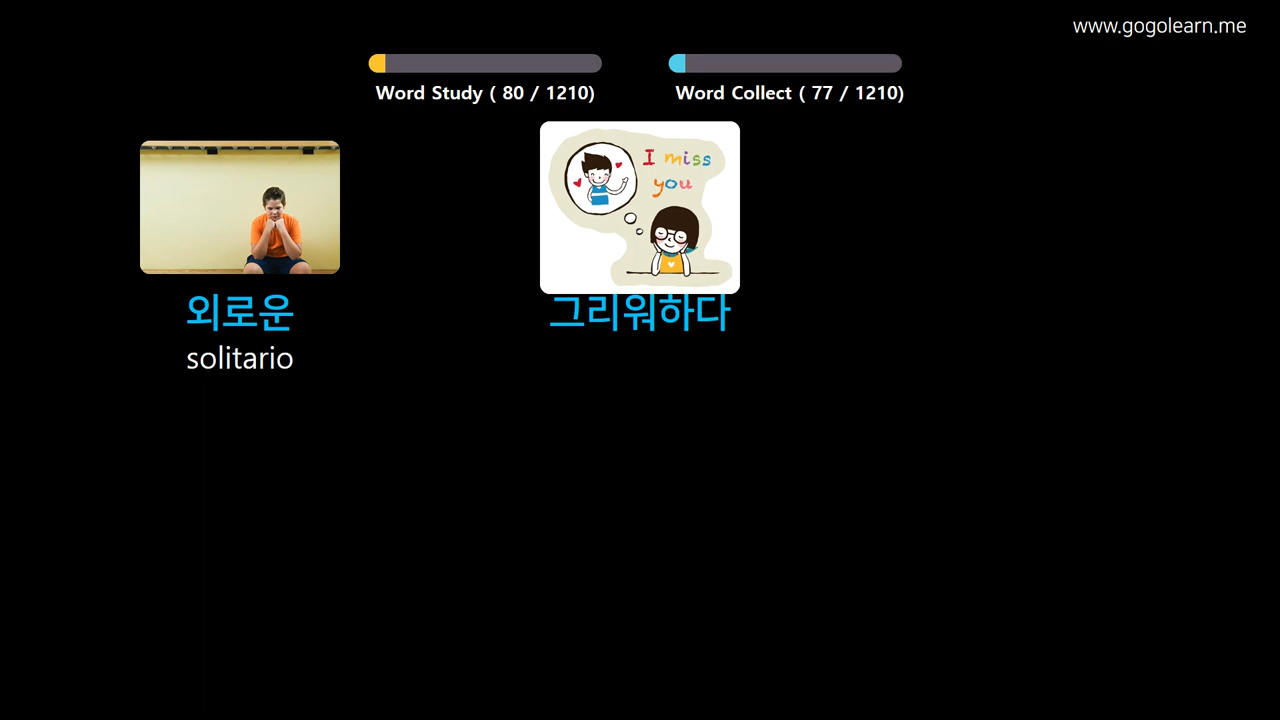 www.gogolearn.me
Word Study ( 80 / 1210)
Word Collect ( 77 / 1210)
I miss
you
외로운
그리워하다
solitario